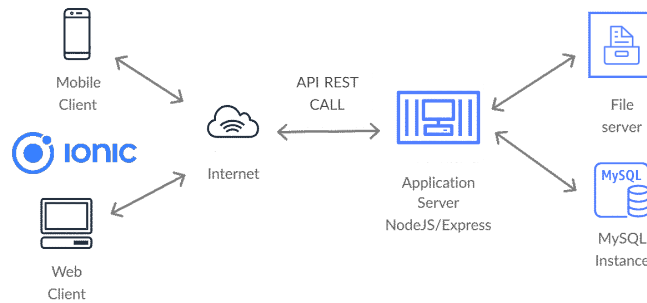 Mobile
Client
IONIC
Web
Client
Internet
API REST
CALL
Application
Server
NodeJS/Express
File
server
MySQL
MySQL
Instance